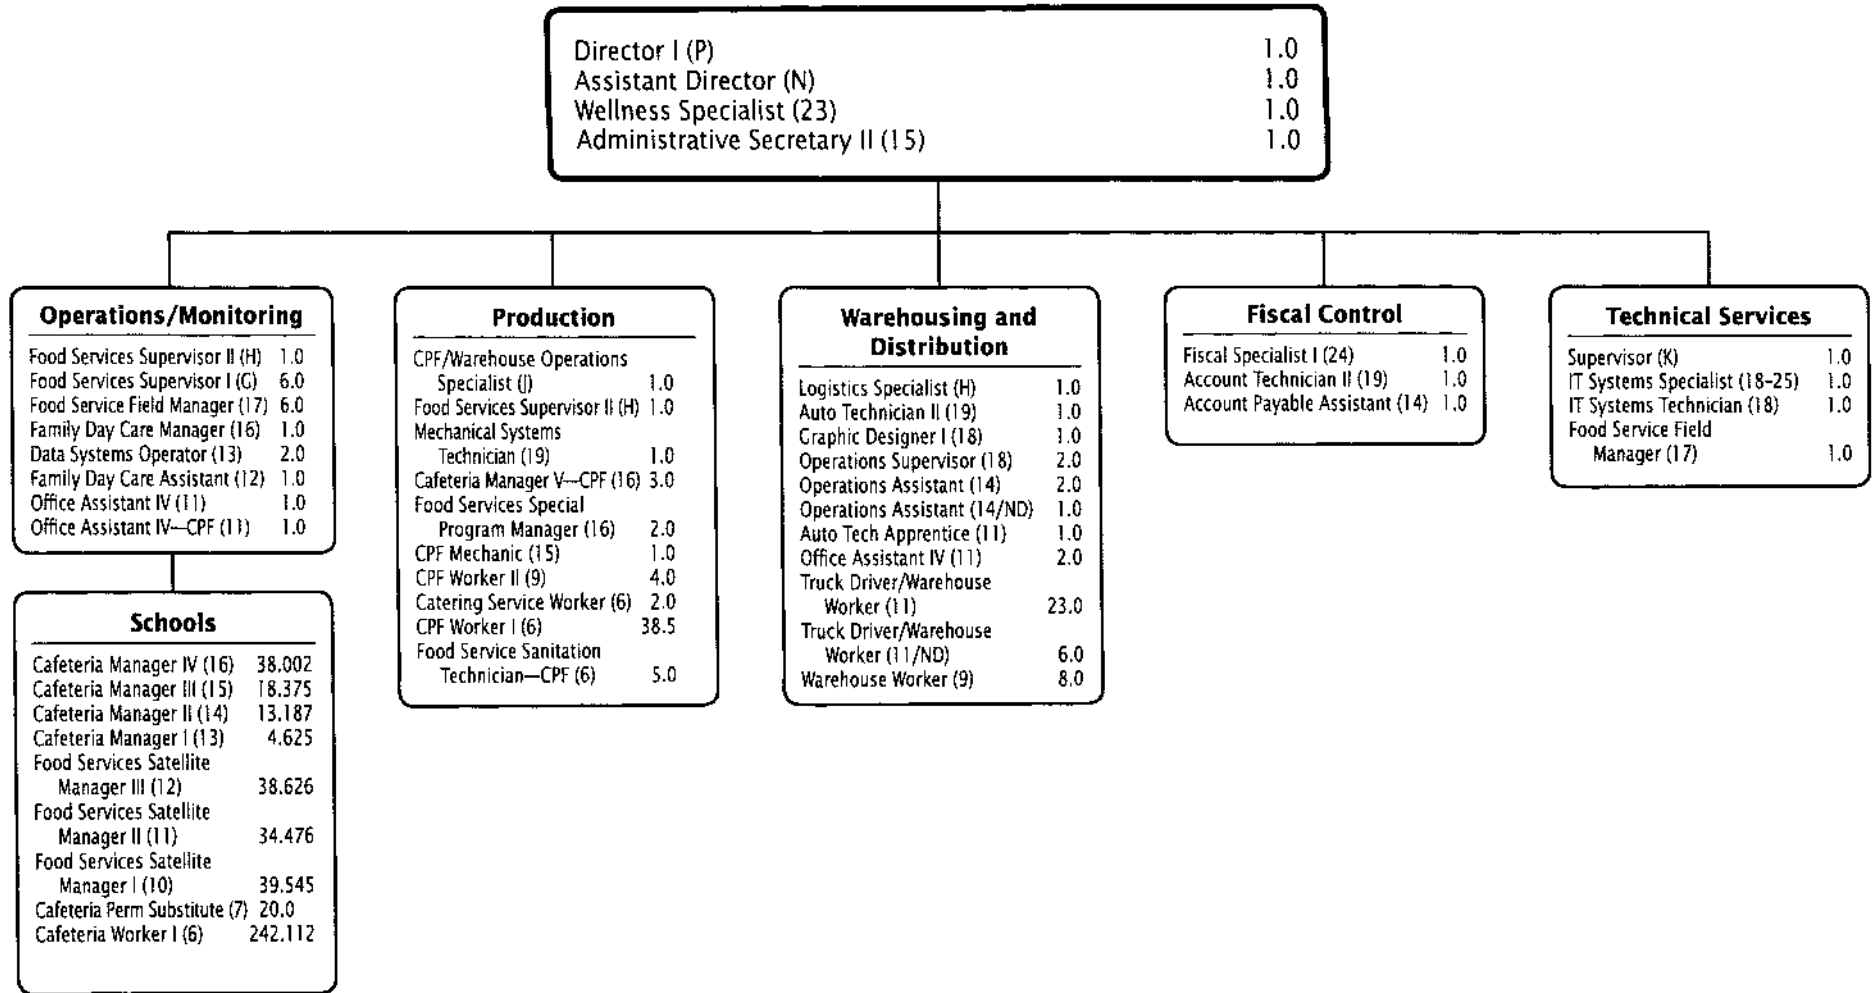 Director I (P) 1.0
Assistant Director (N) 1.0
Wellness Specialist (23) 1.0
Administrative Secretary II (15) 1.0
Operations/Monitoring
Food Services Supervisor II (H) 1.0
Food Services Supervisor I (G) 6.0
Food Service Field Manager (17) 6.0
Family Day Care Manager (16) 1.0
Data Systems Operator (13) 2.0
Family Day Care Assistant (12) 1.0
Office Assistant IV (11) 1.0
Office Assistant IV—CPF (11) 1.0
Schools
Cafeteria Manager IV (16) 38.002
Cafeteria Manager III (15) 18.375
Cafeteria Manager II (14) 13.187
Cafeteria Manager I (13) 4.625
Food Services Satellite
Manager III (12) 38.626
Food Services Satellite
Manager II (11) 34.476
Food Services Satellite
Manager I (10) 39.545
Cafeteria Perm Substitute (7) 20.0
Cafeteria Worker I (6) 242.112
Production
CPF/Warehouse Operations
Specialist (J) 1.0
Food Services Supervisor II (H) 1.0
Mechanical Systems
Technician (19) 1.0
Cafeteria Manager V—CPF (16) 3.0
Food Services Special
Program Manager (16) 2.0
CPF Mechanic (15) 1.0
CPF Worker II (9) 4.0
Catering Service Worker (6) 2.0
CPF Worker I (6) 38.5
Food Service Sanitation
Technician—CPF (6) 5.0
Warehousing and
Distribution
Logistics Specialist (H) 1.0
Auto Technician II (19) 1.0
Graphic Designer I (18) 1.0
Operations Supervisor (18) 2.0
Operations Assistant (14) 2.0
Operations Assistant (14/ND) 1.0
Auto Tech Apprentice (11) 1.0
Office Assistant IV (11) 2.0
Truck Driver/Warehouse
Worker (11) 23.0
Truck Driver/Warehouse
Worker (11/ND) 6.0
Warehouse Worker (9) 8.0
Fiscal Control
Fiscal Specialist I (24) 1.0
Account Technician II (19) 1.0
Account Payable Assistant (14) 1.0
Technical Services
Supervisor (K) 1.0
IT Systems Specialist (18-25) 1.0
IT Systems Technician (18) 1.0
Food Service Field
Manager (17) 1.0